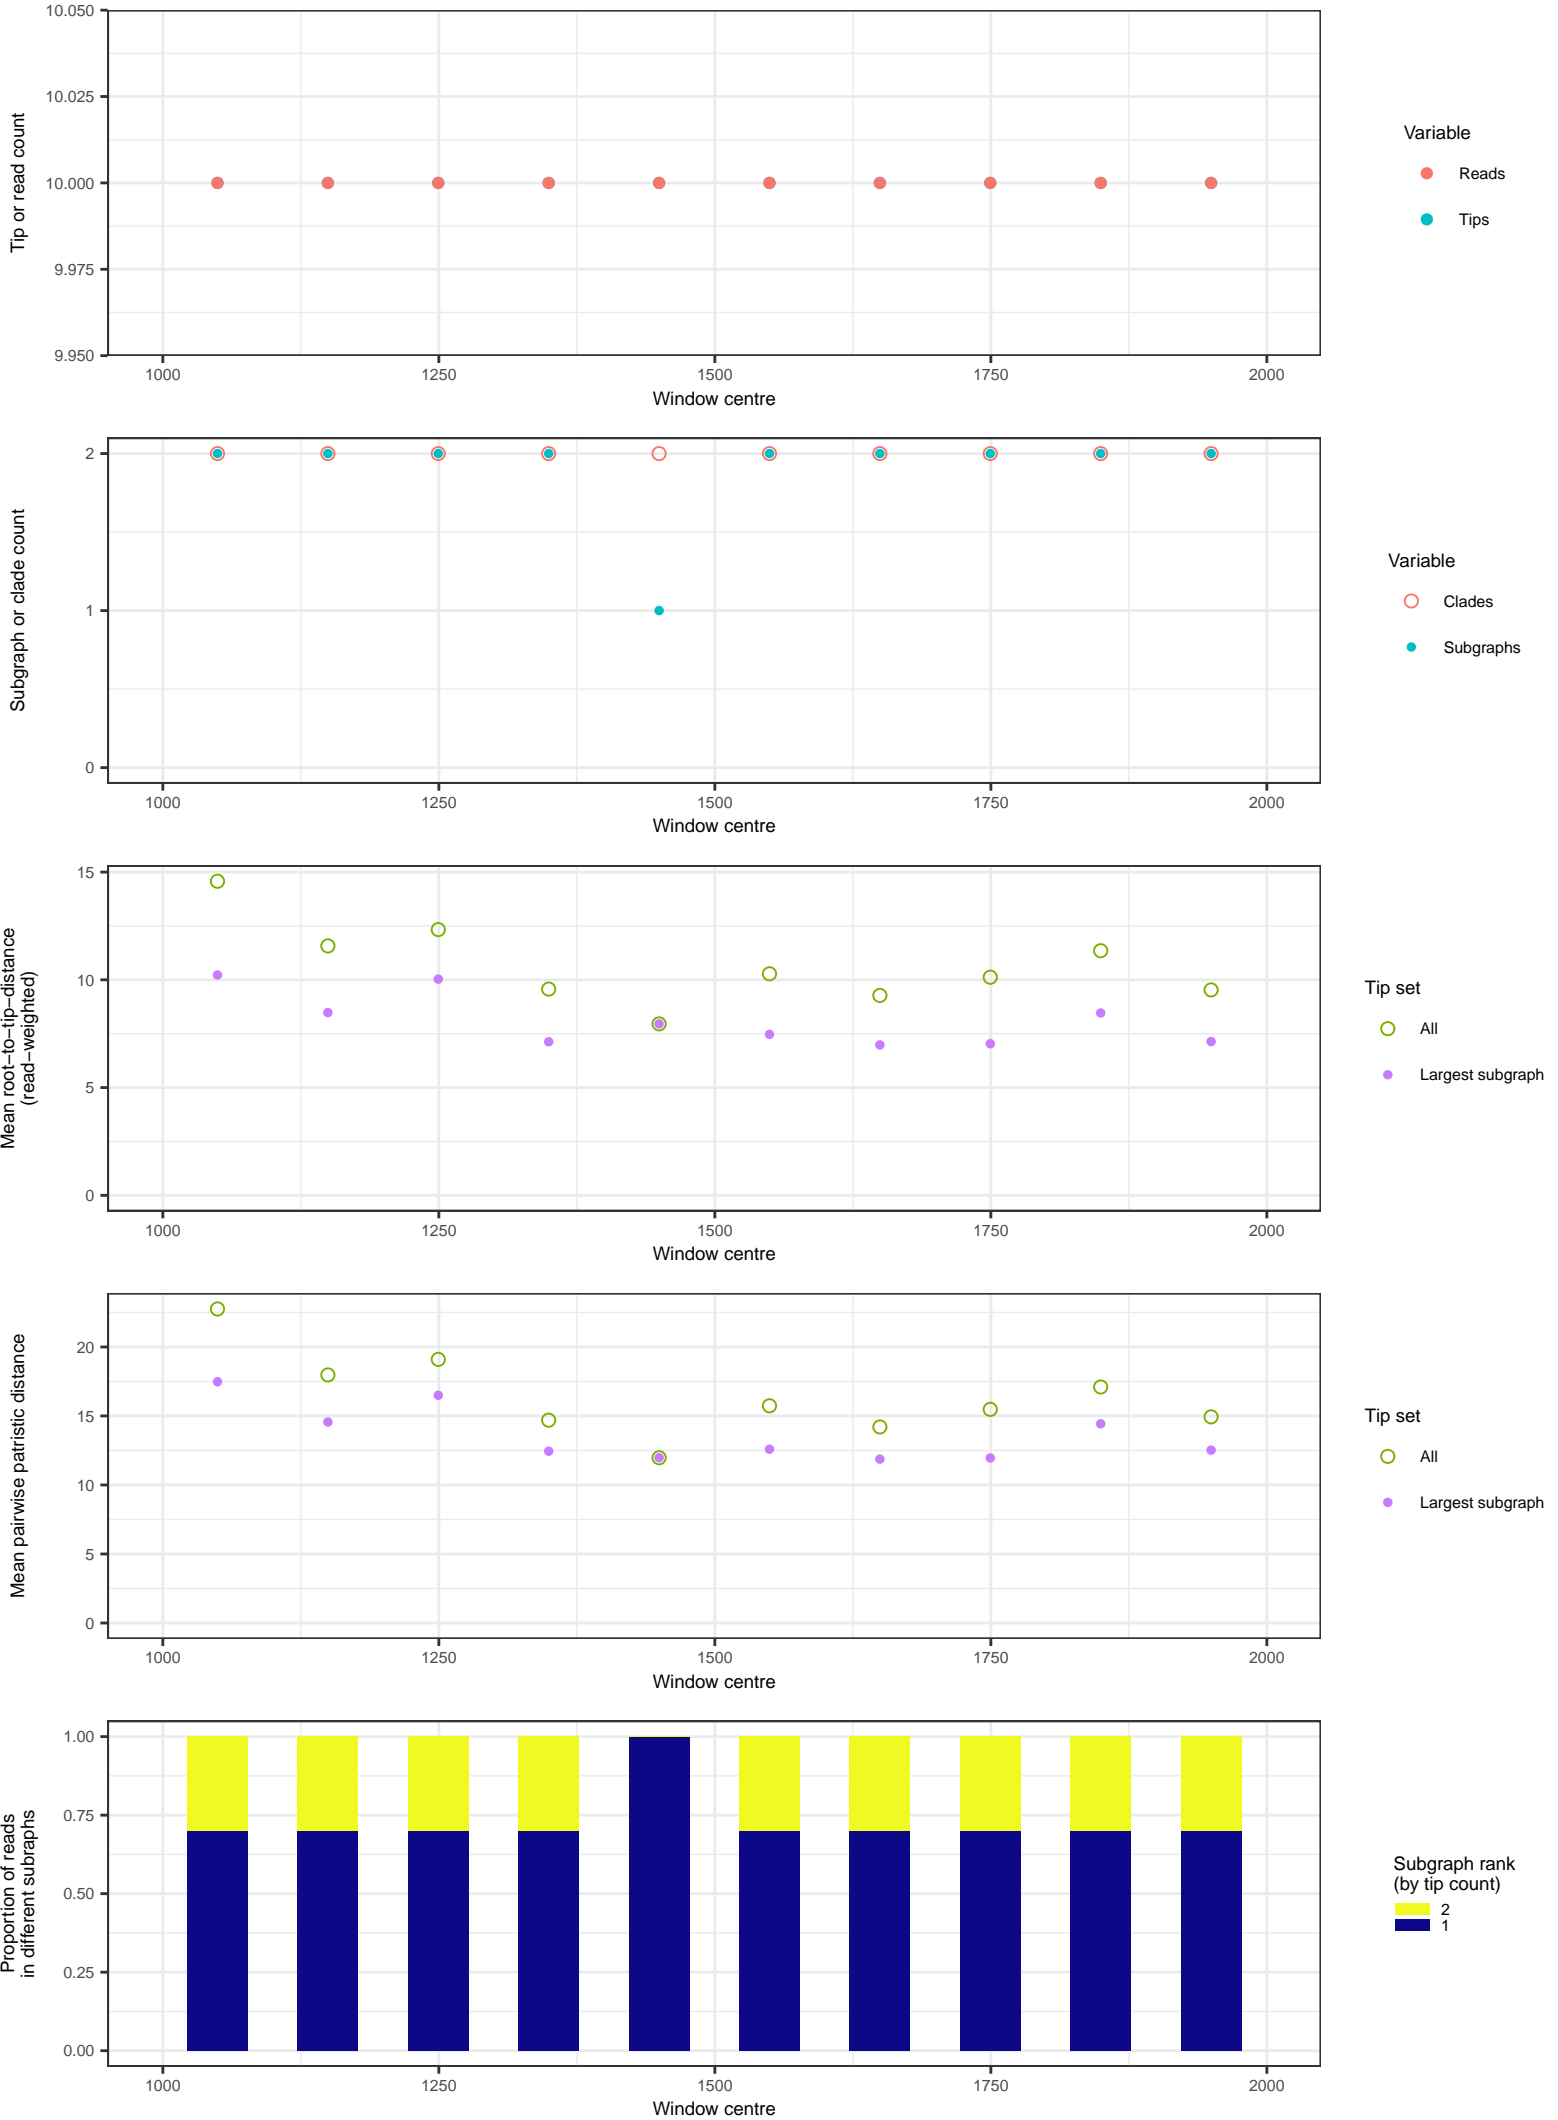 10.050
10.025
10.000
9.975
9.950
Tip or read count
1000 1250 1500 1750 2000
Window centre
Variable
Reads
Tips
2
1
0
Subgraph or clade count
1000 1250 1500 1750 2000
Window centre
Variable
Clades
Subgraphs
15
10
5
0
Mean root−to−tip−distance
(read−weighted)
1000 1250 1500 1750 2000
Window centre
Tip set
All
Largest subgraph
20
15
10
5
0
Mean pairwise patristic distance
1000 1250 1500 1750 2000
Window centre
Tip set
All
Largest subgraph
1.00
0.75
0.50
0.25
0.00
Proportion of reads
in different subraphs
1000 1250 1500 1750 2000
Window centre
Subgraph rank
(by tip count)
2
1